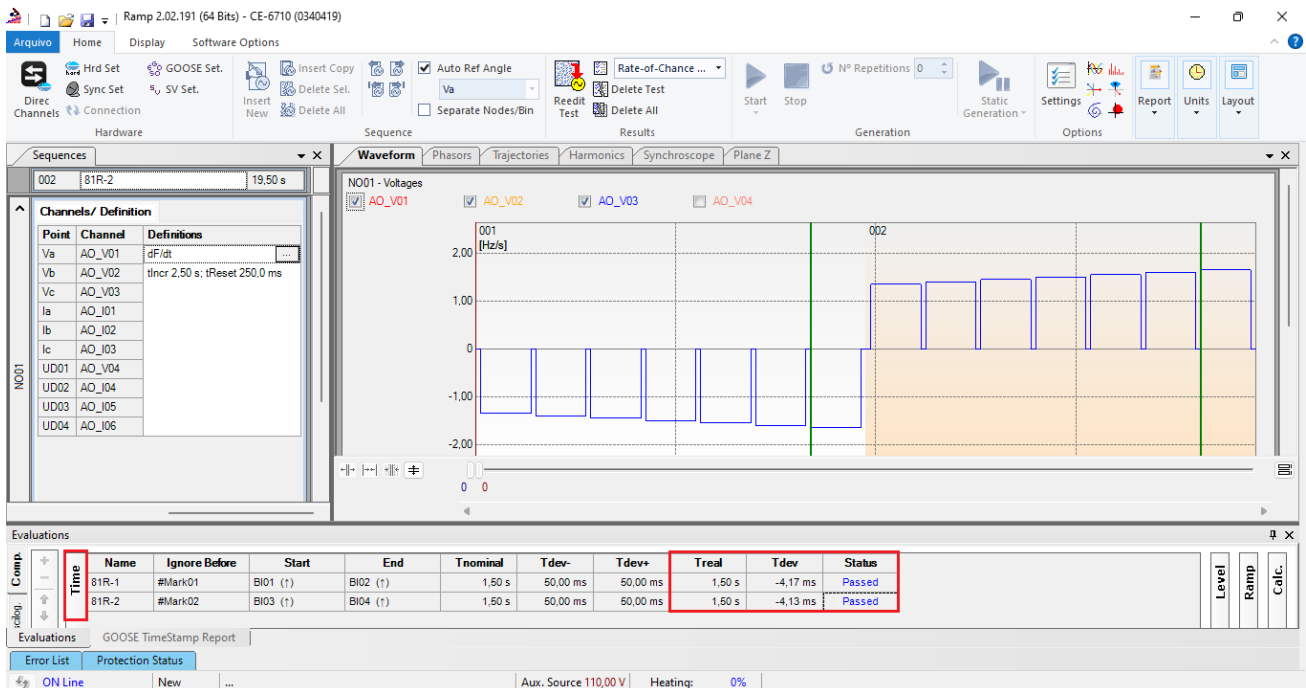 Ramp 2.02.191 (64 Bits) - CE-6710 (0340419)
Arquivo Home Display Software Options
Direc Channels
Hrd Set
Sync Set
Connection
GOOSE Set.
SV Set.
Hardware
Insert New
Insert Copy
Delete Sel.
Delete All
Auto Ref Angle
Va
Separate Nodes/Bin
Sequence
Reedit Test
Rate-of-Chance ...
Delete Test
Delete All
Results
Start Stop
Nº Repetitions 0
Static Generation
Generation
Settings
Options
Report Units Layout
Sequences
002 81R-2 19,50 s
NO01
Channels/ Definition
Point Channel Definitions
Va AO_V01 dF/dt ...
Vb AO_V02 tIncr 2,50 s; tReset 250,0 ms
Vc AO_V03
Ia AO_I01
Ib AO_I02
Ic AO_I03
UD01 AO_V04
UD02 AO_I04
UD03 AO_I05
UD04 AO_I06
Waveform Phasors Trajectories Harmonics Synchroscope Plane Z
NO01 - Voltages
AO_V01 AO_V02 AO_V03 AO_V04
001 002
[Hz/s]
2,00
1,00
0
-1,00
-2,00
0 0
Evaluations
Comp.
Time
Name Ignore Before Start End Tnominal Tdev- Tdev+ Treal Tdev Status
81R-1 #Mark01 BI01 (↑) BI02 (↑) 1,50 s 50,00 ms 50,00 ms 1,50 s -4,17 ms Passed
81R-2 #Mark02 BI03 (↑) BI04 (↑) 1,50 s 50,00 ms 50,00 ms 1,50 s -4,13 ms Passed
Level
Ramp
Calc.
Evaluations GOOSE TimeStamp Report
Error List Protection Status
ON Line New ... Aux. Source 110,00 V Heating: 0%